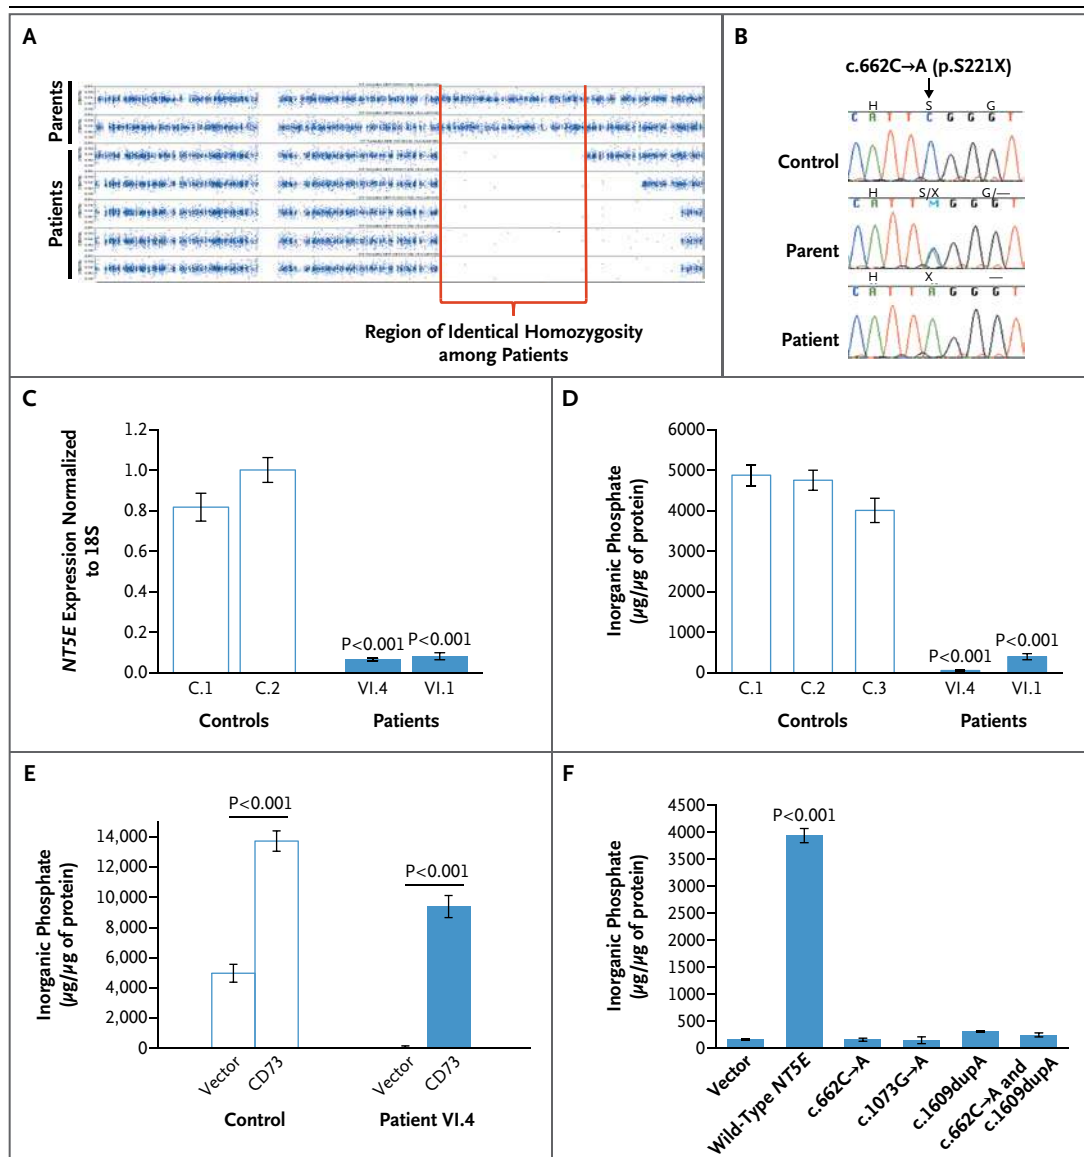 A
Parents
Patients
Region of Identical Homozygosity
among Patients
B
c.662C→A (p.S221X)
H S G
C A T T C G G G T
Control
H S/X G/—
C A T T M G G G T
Parent
H X —
C A T T A G G G T
Patient
C
NT5E Expression Normalized
to 18S
1.2
1.0
0.8
0.6
0.4
0.2
0.0
P<0.001
P<0.001
C.1 C.2 VI.4 VI.1
Controls Patients
D
Inorganic Phosphate
(µg/µg of protein)
6000
5000
4000
3000
2000
1000
0
P<0.001
P<0.001
C.1 C.2 C.3 VI.4 VI.1
Controls Patients
E
Inorganic Phosphate
(µg/µg of protein)
14,000
12,000
10,000
8,000
6,000
4,000
2,000
0
P<0.001
P<0.001
Vector CD73 Vector CD73
Control Patient VI.4
F
Inorganic Phosphate
(µg/µg of protein)
4500
4000
3500
3000
2500
2000
1500
1000
500
0
P<0.001
Vector
Wild-Type NT5E
c.662C→A
c.1073G→A
c.1609dupA
c.662C→A and
c.1609dupA